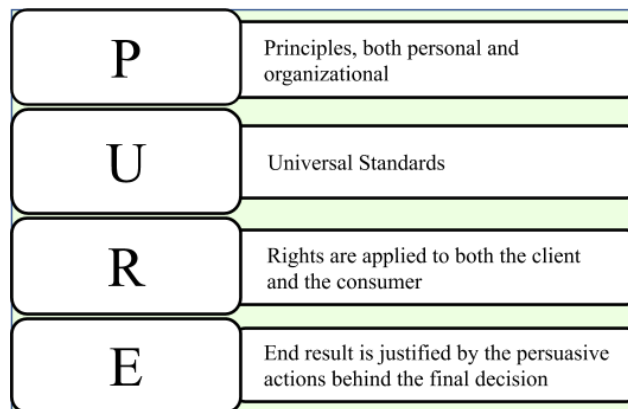 P
Principles, both personal and
organizational
U
Universal Standards
R
Rights are applied to both the client
and the consumer
E
End result is justified by the persuasive
actions behind the final decision